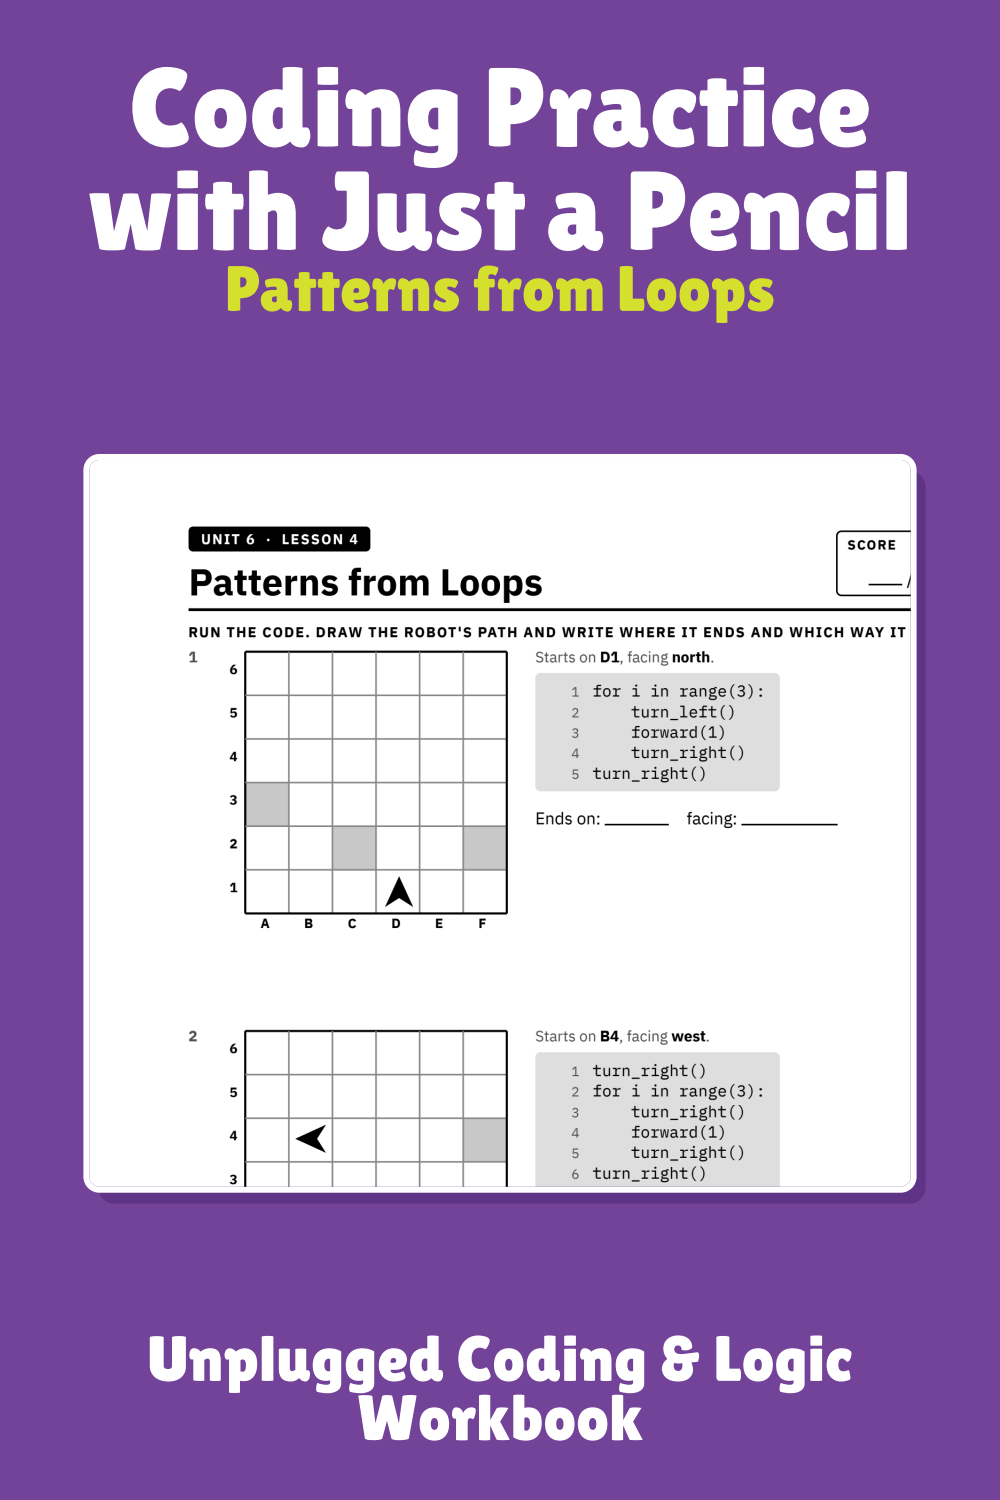 Coding Practice
with Just a Pencil
Patterns from Loops
UNIT 6 · LESSON 4
SCORE
___ /
Patterns from Loops
RUN THE CODE. DRAW THE ROBOT'S PATH AND WRITE WHERE IT ENDS AND WHICH WAY IT
1
6
5
4
3
2
1
A B C D E F
Starts on D1, facing north.
1 for i in range(3):
2     turn_left()
3     forward(1)
4     turn_right()
5 turn_right()
Ends on: ______ facing: ______
2
6
5
4
3
Starts on B4, facing west.
1 turn_right()
2 for i in range(3):
3     turn_right()
4     forward(1)
5     turn_right()
6 turn_right()
Unplugged Coding & Logic
Workbook